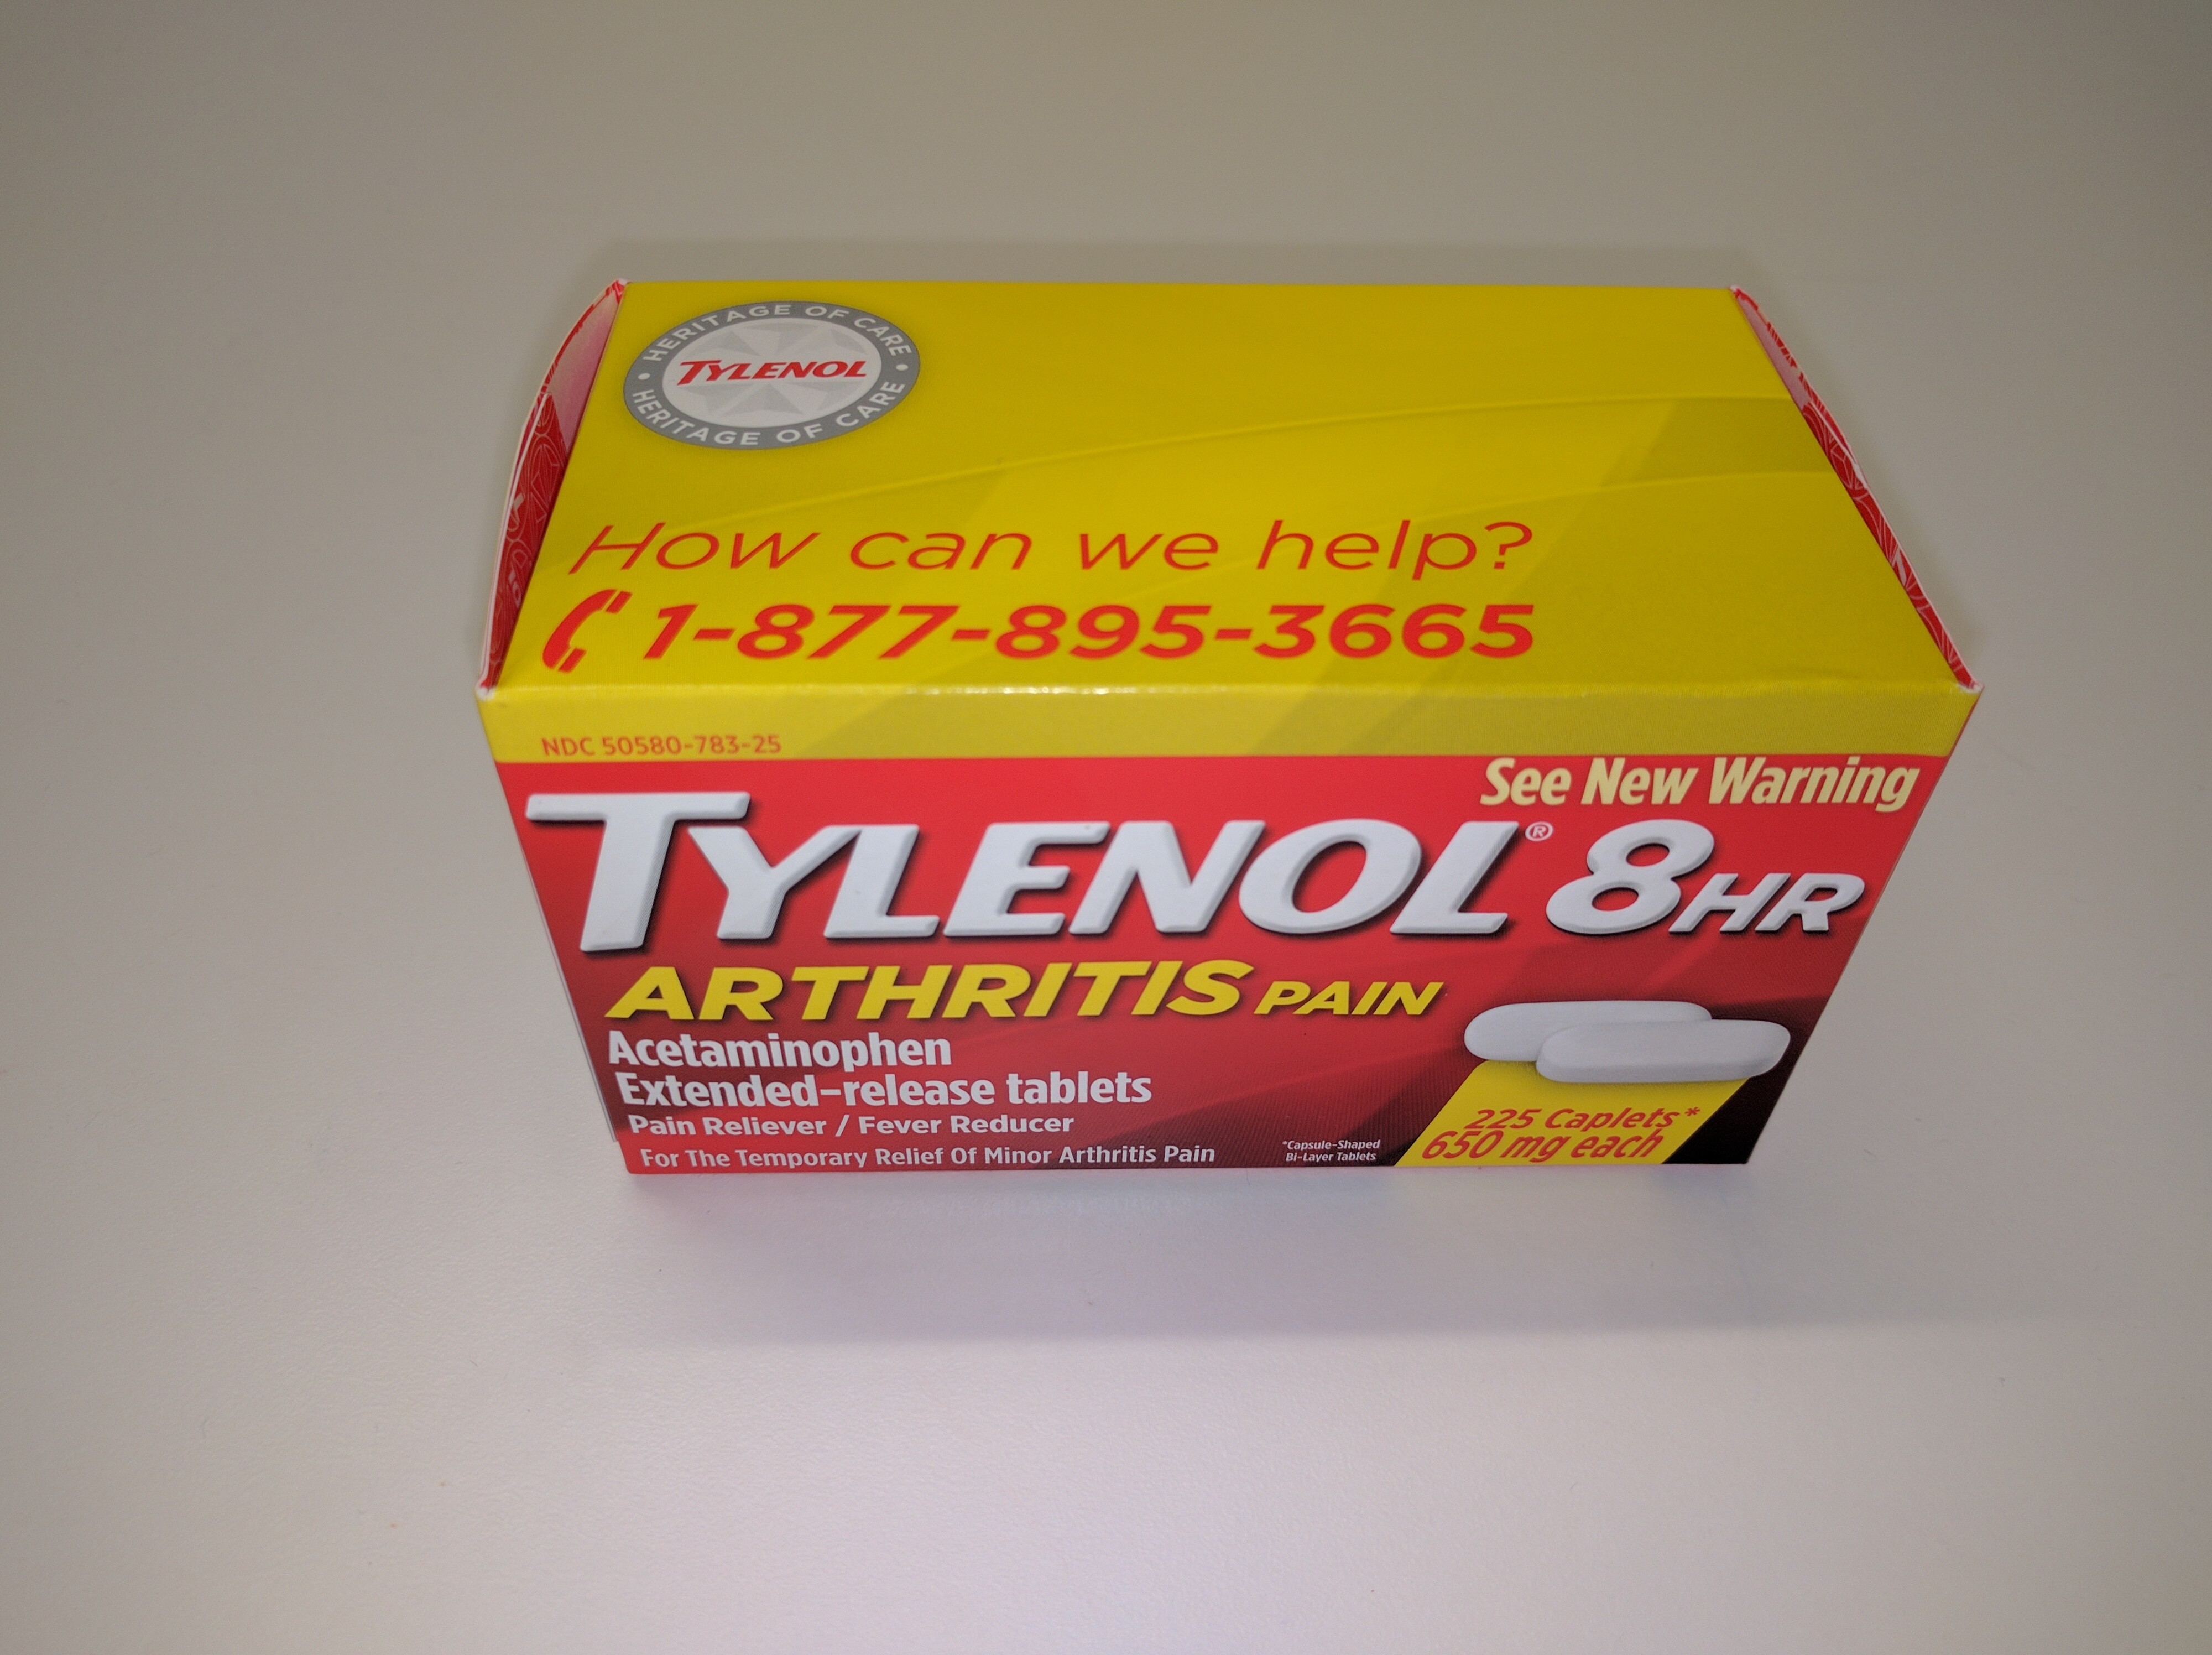 HERITAGE OF CARE
TYLENOL
HERITAGE OF CARE
How can we help?
1-877-895-3665
NDC 50580-783-25
See New Warning
TYLENOL® 8HR
ARTHRITIS PAIN
Acetaminophen
Extended-release tablets
Pain Reliever / Fever Reducer
For The Temporary Relief Of Minor Arthritis Pain
*Capsule-Shaped
Bi-Layer Tablets
225 Caplets*
650 mg each